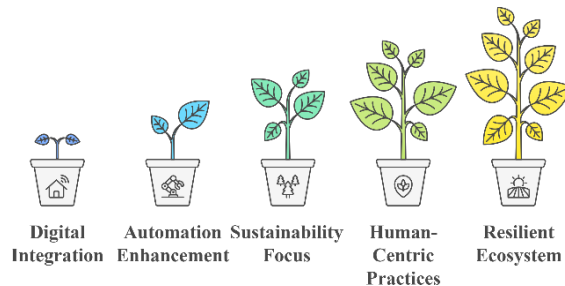 Digital
Integration
Automation
Enhancement
Sustainability
Focus
Human-
Centric
Practices
Resilient
Ecosystem